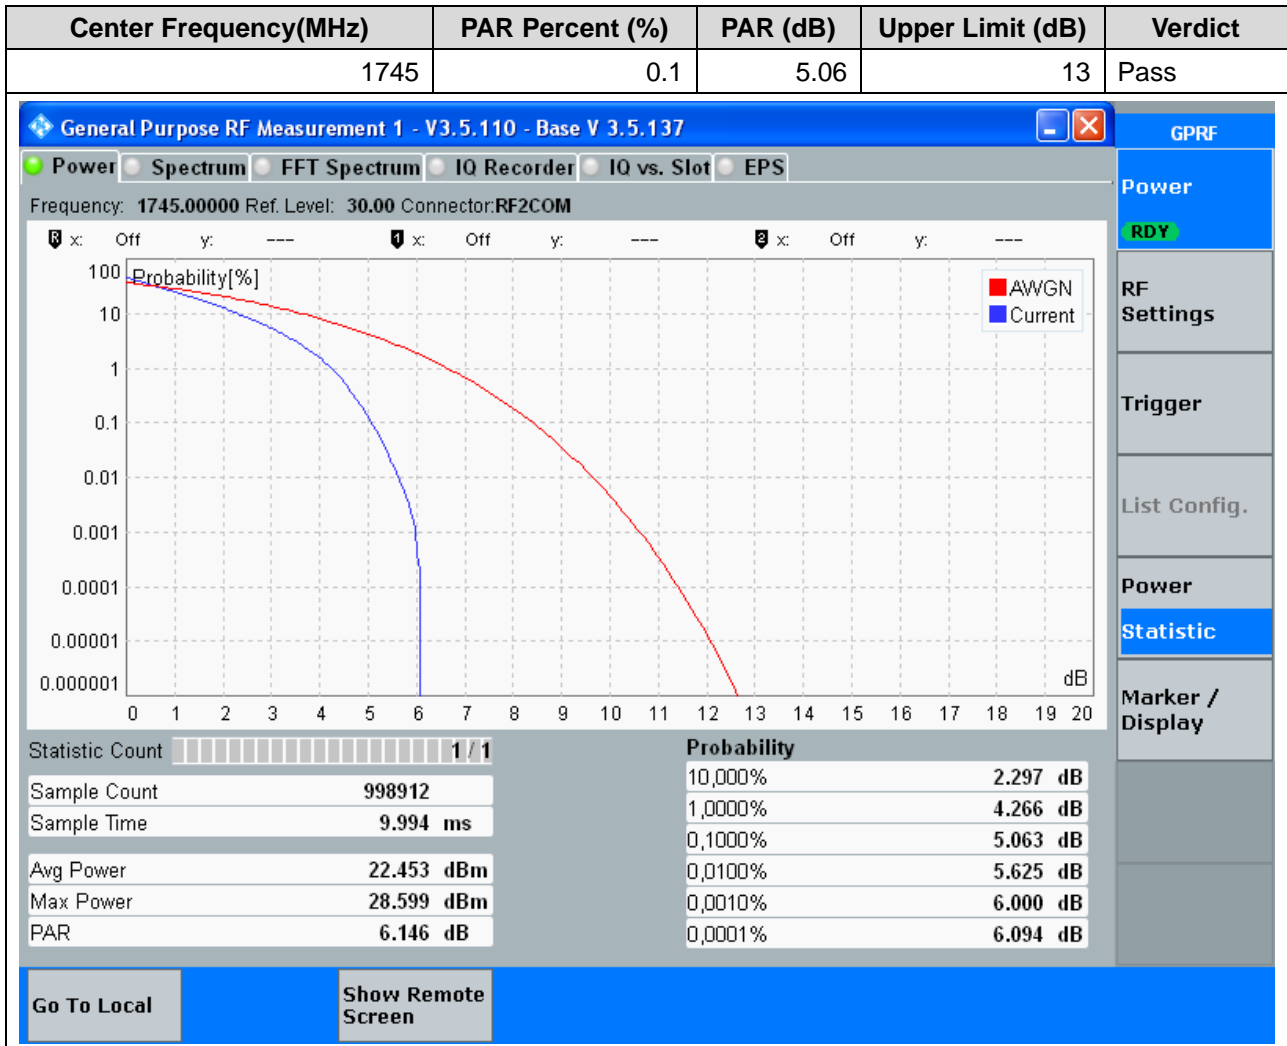 Center Frequency(MHz) PAR Percent (%) PAR (dB) Upper Limit (dB) Verdict
1745 0.1 5.06 13 Pass
General Purpose RF Measurement 1 - V3.5.110 - Base V 3.5.137
GPRF
Power Spectrum FFT Spectrum IQ Recorder IQ vs. Slot EPS
Frequency: 1745.00000 Ref. Level: 30.00 Connector:RF2COM
R x: Off y: --- 1 x: Off y: --- 2 x: Off y: ---
Probability[%]
AWGN
Current
100
10
1
0.1
0.01
0.001
0.0001
0.00001
0.000001
dB
0 1 2 3 4 5 6 7 8 9 10 11 12 13 14 15 16 17 18 19 20
Statistic Count 1 / 1
Sample Count 998912
Sample Time 9.994 ms
Avg Power 22.453 dBm
Max Power 28.599 dBm
PAR 6.146 dB
Probability
10,000% 2.297 dB
1,0000% 4.266 dB
0,1000% 5.063 dB
0,0100% 5.625 dB
0,0010% 6.000 dB
0,0001% 6.094 dB
Power
RDY
RF
Settings
Trigger
List Config.
Power
Statistic
Marker /
Display
Go To Local
Show Remote
Screen